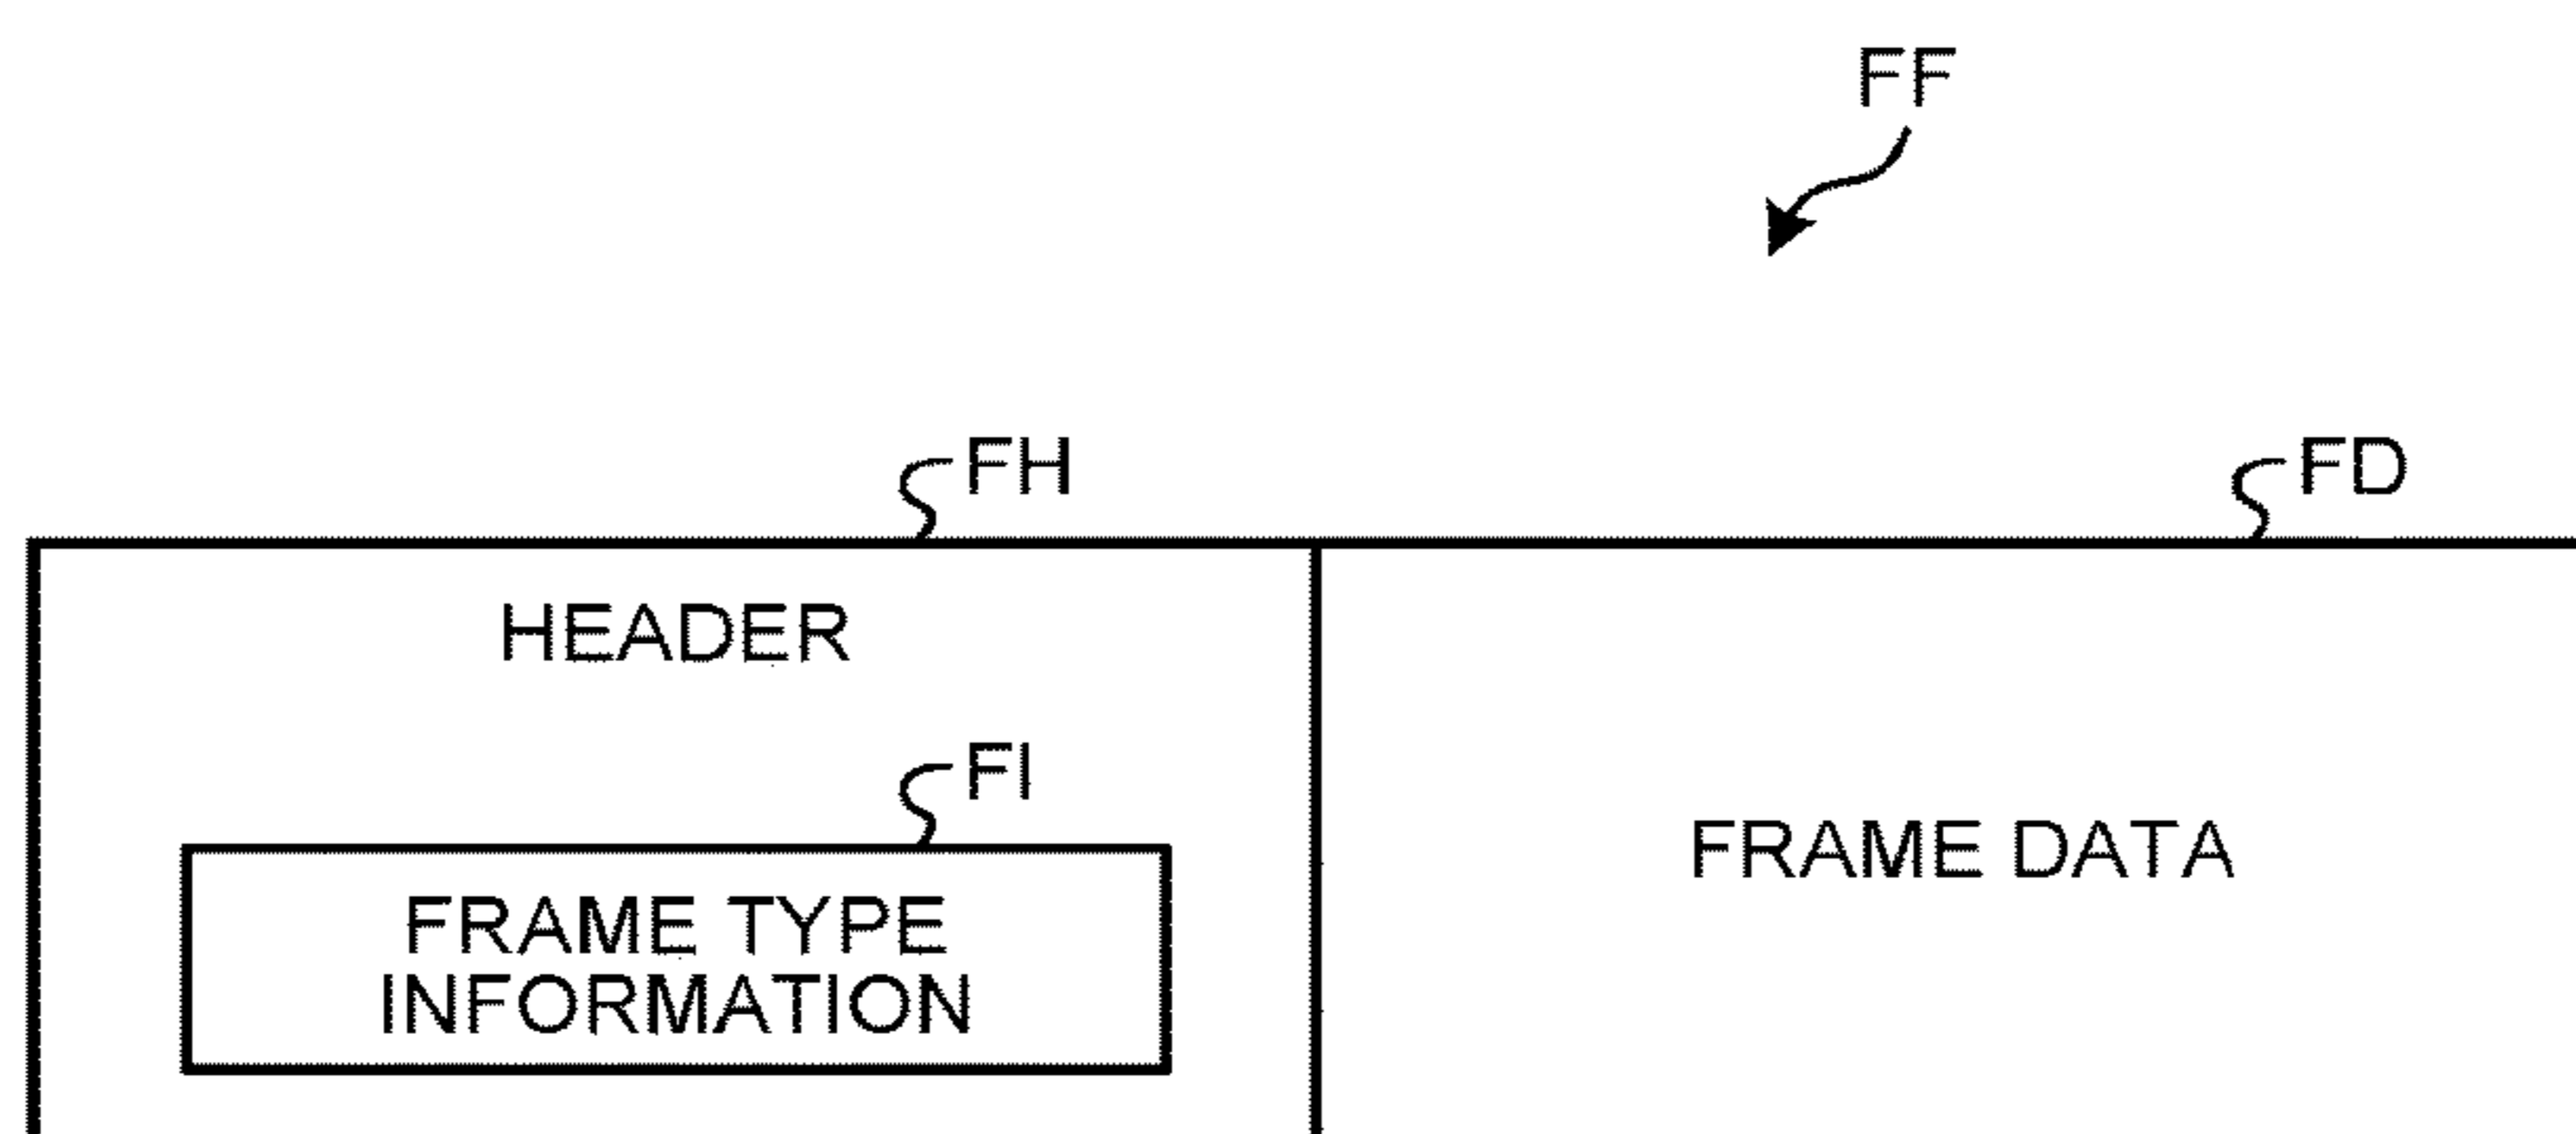 FF
FH
FD
HEADER
FI
FRAME TYPE
INFORMATION
FRAME DATA